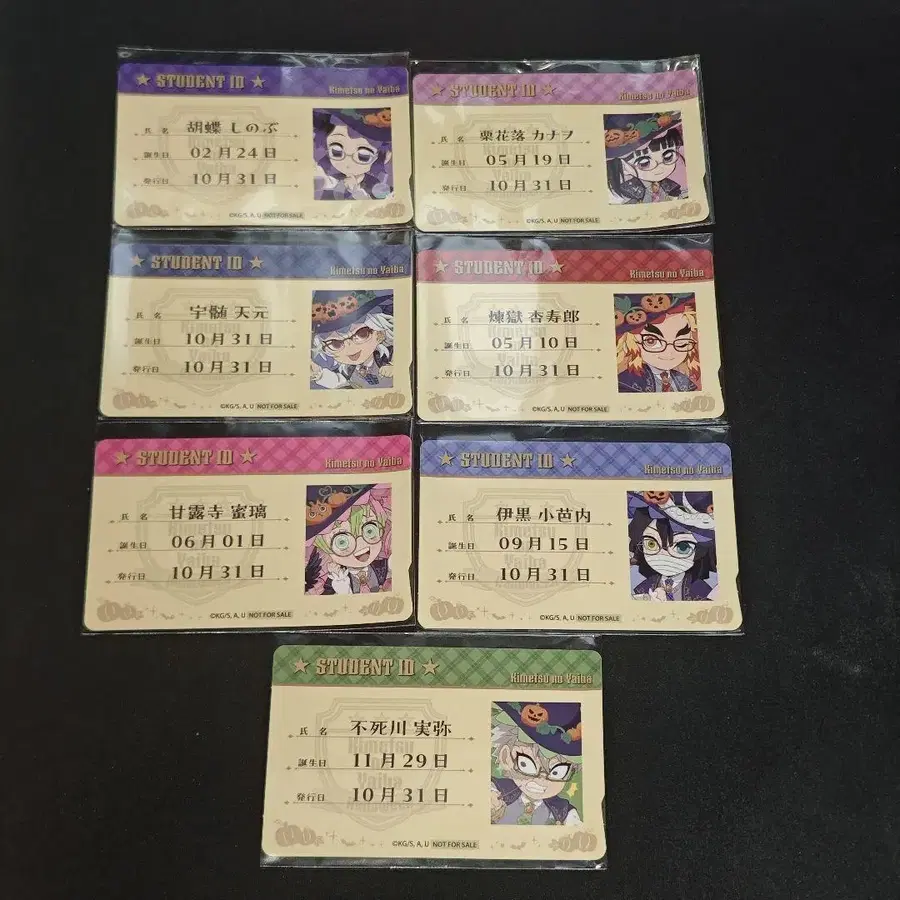 ★ STUDENT ID ★
Kimetsu no Yaiba
氏 名 胡蝶 しのぶ
誕生日 02月24日
発行日 10月31日
©KG/S, A, U NOT FOR SALE
★ STUDENT ID ★
Kimetsu no Yaiba
氏 名 栗花落 カナヲ
誕生日 05月19日
発行日 10月31日
©KG/S, A, U NOT FOR SALE
★ STUDENT ID ★
Kimetsu no Yaiba
氏 名 宇髄 天元
誕生日 10月31日
発行日 10月31日
©KG/S, A, U NOT FOR SALE
★ STUDENT ID ★
Kimetsu no Yaiba
氏 名 煉獄 杏寿郎
誕生日 05月10日
発行日 10月31日
©KG/S, A, U NOT FOR SALE
★ STUDENT ID ★
Kimetsu no Yaiba
氏 名 甘露寺 蜜璃
誕生日 06月01日
発行日 10月31日
©KG/S, A, U NOT FOR SALE
★ STUDENT ID ★
Kimetsu no Yaiba
氏 名 伊黒 小芭内
誕生日 09月15日
発行日 10月31日
©KG/S, A, U NOT FOR SALE
★ STUDENT ID ★
Kimetsu no Yaiba
氏 名 不死川 実弥
誕生日 11月29日
発行日 10月31日
©KG/S, A, U NOT FOR SALE